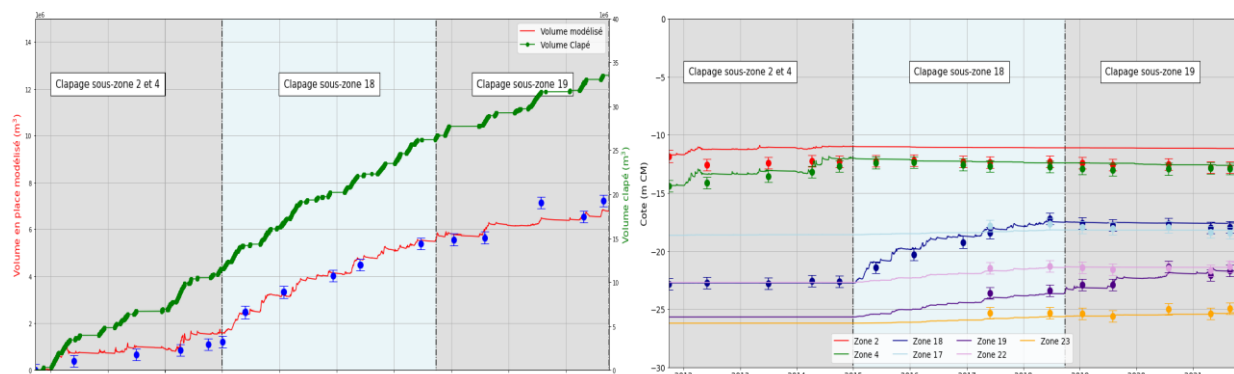 1e6
1e6
14
12
10
8
6
4
2
0
Volume en place modélisé (m³)
40
35
30
25
20
15
10
5
0
Volume clapé (m³)
Volume modélisé
Volume Clapé
Clapage sous-zone 2 et 4
Clapage sous-zone 18
Clapage sous-zone 19
0
−5
−10
−15
−20
−25
−30
Cote (m CM)
Clapage sous-zone 2 et 4
Clapage sous-zone 18
Clapage sous-zone 19
Zone 2
Zone 18
Zone 19
Zone 23
Zone 4
Zone 17
Zone 22
2012
2013
2014
2015
2016
2017
2018
2019
2020
2021